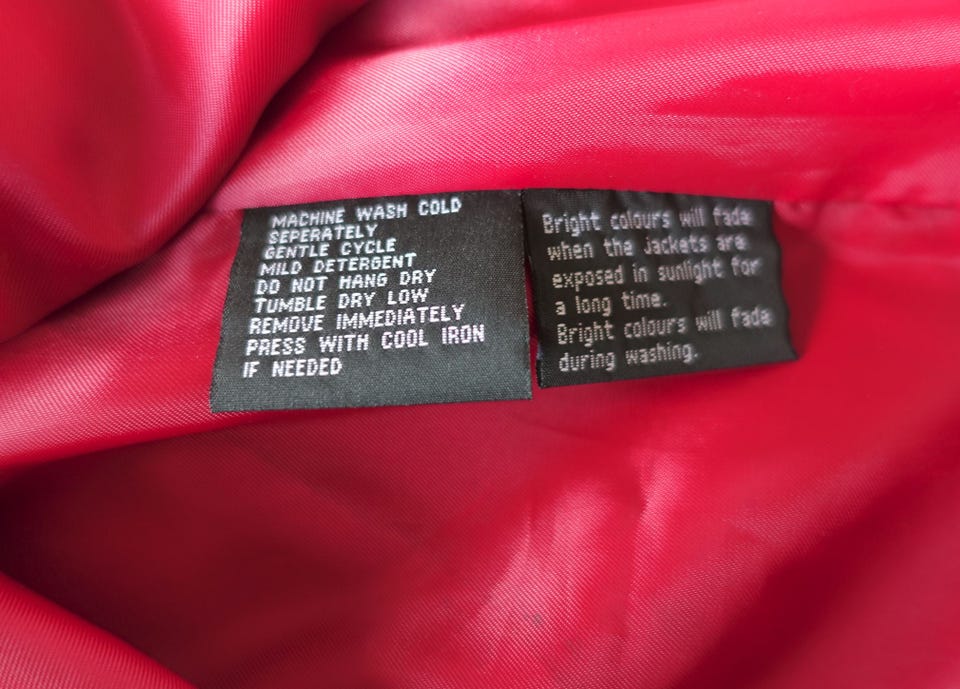 MACHINE WASH COLD
SEPERATELY
GENTLE CYCLE
MILD DETERGENT
DO NOT HANG DRY
TUMBLE DRY LOW
REMOVE IMMEDIATELY
PRESS WITH COOL IRON
IF NEEDED
Bright colours will fade
when the jackets are
exposed in sunlight for
a long time.
Bright colours will fade
during washing.